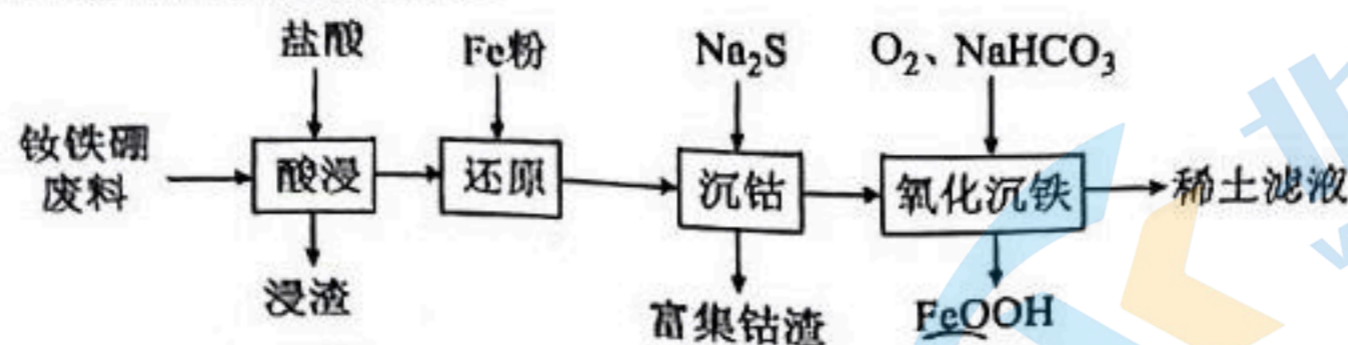 盐酸 Fe粉 Na₂S O₂、NaHCO₃
钕铁硼
废料
酸浸 还原 沉钴 氧化沉铁 稀土滤液
浸渣 富集钴渣 FeOOH